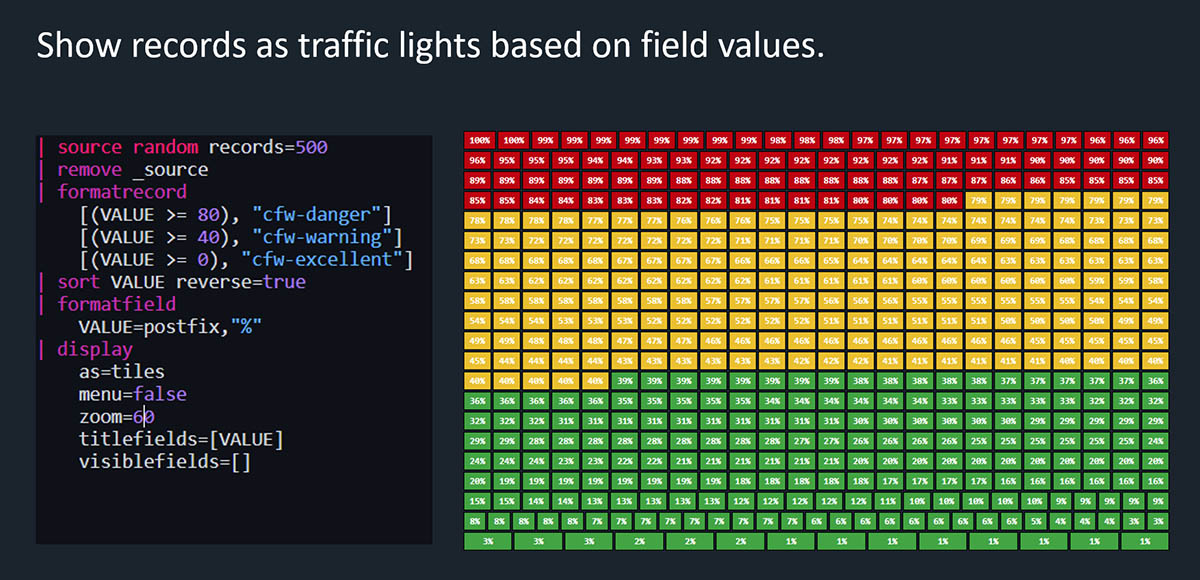 Show records as traffic lights based on field values.
| source random records=500
| remove _source
| formatrecord
[(VALUE >= 80), "cfw-danger"]
[(VALUE >= 40), "cfw-warning"]
[(VALUE >= 0), "cfw-excellent"]
| sort VALUE reverse=true
| formatfield
VALUE=postfix,"%"
| display
as=tiles
menu=false
zoom=60
titlefields=[VALUE]
visiblefields=[]
100% 100% 99% 99% 99% 99% 99% 99% 99% 99% 98% 98% 98% 97% 97% 97% 97% 97% 97% 97% 97% 96% 96% 96%
96% 95% 95% 95% 94% 94% 93% 93% 92% 92% 92% 92% 92% 92% 92% 92% 91% 91% 91% 90% 90% 90% 90% 90%
89% 89% 89% 89% 89% 89% 89% 88% 88% 88% 88% 88% 88% 88% 88% 87% 87% 87% 86% 86% 85% 85% 85% 85%
85% 85% 84% 84% 83% 83% 83% 82% 82% 81% 81% 81% 81% 80% 80% 80% 80% 79% 79% 79% 79% 79% 79% 79%
78% 78% 78% 78% 77% 77% 77% 76% 76% 76% 75% 75% 75% 75% 74% 74% 74% 74% 74% 74% 74% 73% 73% 73%
73% 73% 72% 72% 72% 72% 72% 72% 72% 71% 71% 71% 71% 70% 70% 70% 70% 69% 69% 69% 68% 68% 68% 68%
68% 68% 68% 68% 68% 67% 67% 67% 67% 66% 66% 66% 65% 64% 64% 64% 64% 64% 63% 63% 63% 63% 63% 63%
63% 63% 62% 62% 62% 62% 62% 62% 62% 62% 61% 61% 61% 61% 61% 60% 60% 60% 60% 60% 60% 59% 59% 58%
58% 58% 58% 58% 58% 58% 58% 57% 57% 57% 57% 57% 56% 56% 56% 55% 55% 55% 55% 55% 55% 54% 54% 54%
54% 51% 51% 53% 53% 53% 52% 52% 52% 52% 52% 52% 51% 51% 51% 51% 51% 51% 50% 50% 50% 50% 49% 49%
49% 49% 48% 48% 48% 47% 47% 47% 46% 46% 46% 46% 46% 46% 46% 46% 46% 46% 46% 45% 45% 45% 45% 45%
45% 44% 44% 44% 44% 43% 43% 43% 43% 43% 43% 42% 42% 42% 41% 41% 41% 41% 41% 41% 40% 40% 40% 40%
40% 40% 40% 40% 40% 39% 39% 39% 39% 39% 39% 39% 39% 38% 38% 38% 38% 38% 37% 37% 37% 37% 37% 36%
36% 36% 36% 36% 36% 35% 35% 35% 35% 35% 34% 34% 34% 34% 34% 34% 33% 33% 33% 33% 33% 32% 32% 32%
32% 32% 32% 31% 31% 31% 31% 31% 31% 31% 31% 31% 31% 30% 30% 30% 30% 30% 30% 29% 29% 29% 29% 29%
29% 29% 28% 28% 28% 28% 28% 28% 28% 28% 28% 27% 27% 26% 26% 26% 26% 25% 25% 25% 25% 25% 25% 24%
24% 24% 24% 23% 23% 22% 22% 21% 21% 21% 21% 21% 21% 20% 20% 20% 20% 20% 20% 20% 20% 20% 20% 20%
20% 19% 19% 19% 19% 19% 19% 19% 19% 18% 18% 18% 18% 18% 17% 17% 17% 17% 16% 16% 16% 16% 16% 16%
15% 15% 14% 14% 13% 13% 13% 13% 13% 12% 12% 12% 12% 12% 11% 10% 10% 10% 10% 10% 9% 9% 9% 9% 9%
8% 8% 8% 8% 8% 7% 7% 7% 7% 7% 7% 7% 7% 7% 6% 6% 6% 6% 6% 6% 6% 6% 6% 5% 4% 4% 4% 3% 3%
3% 3% 3% 2% 2% 2% 1% 1% 1% 1% 1% 1% 1% 1%